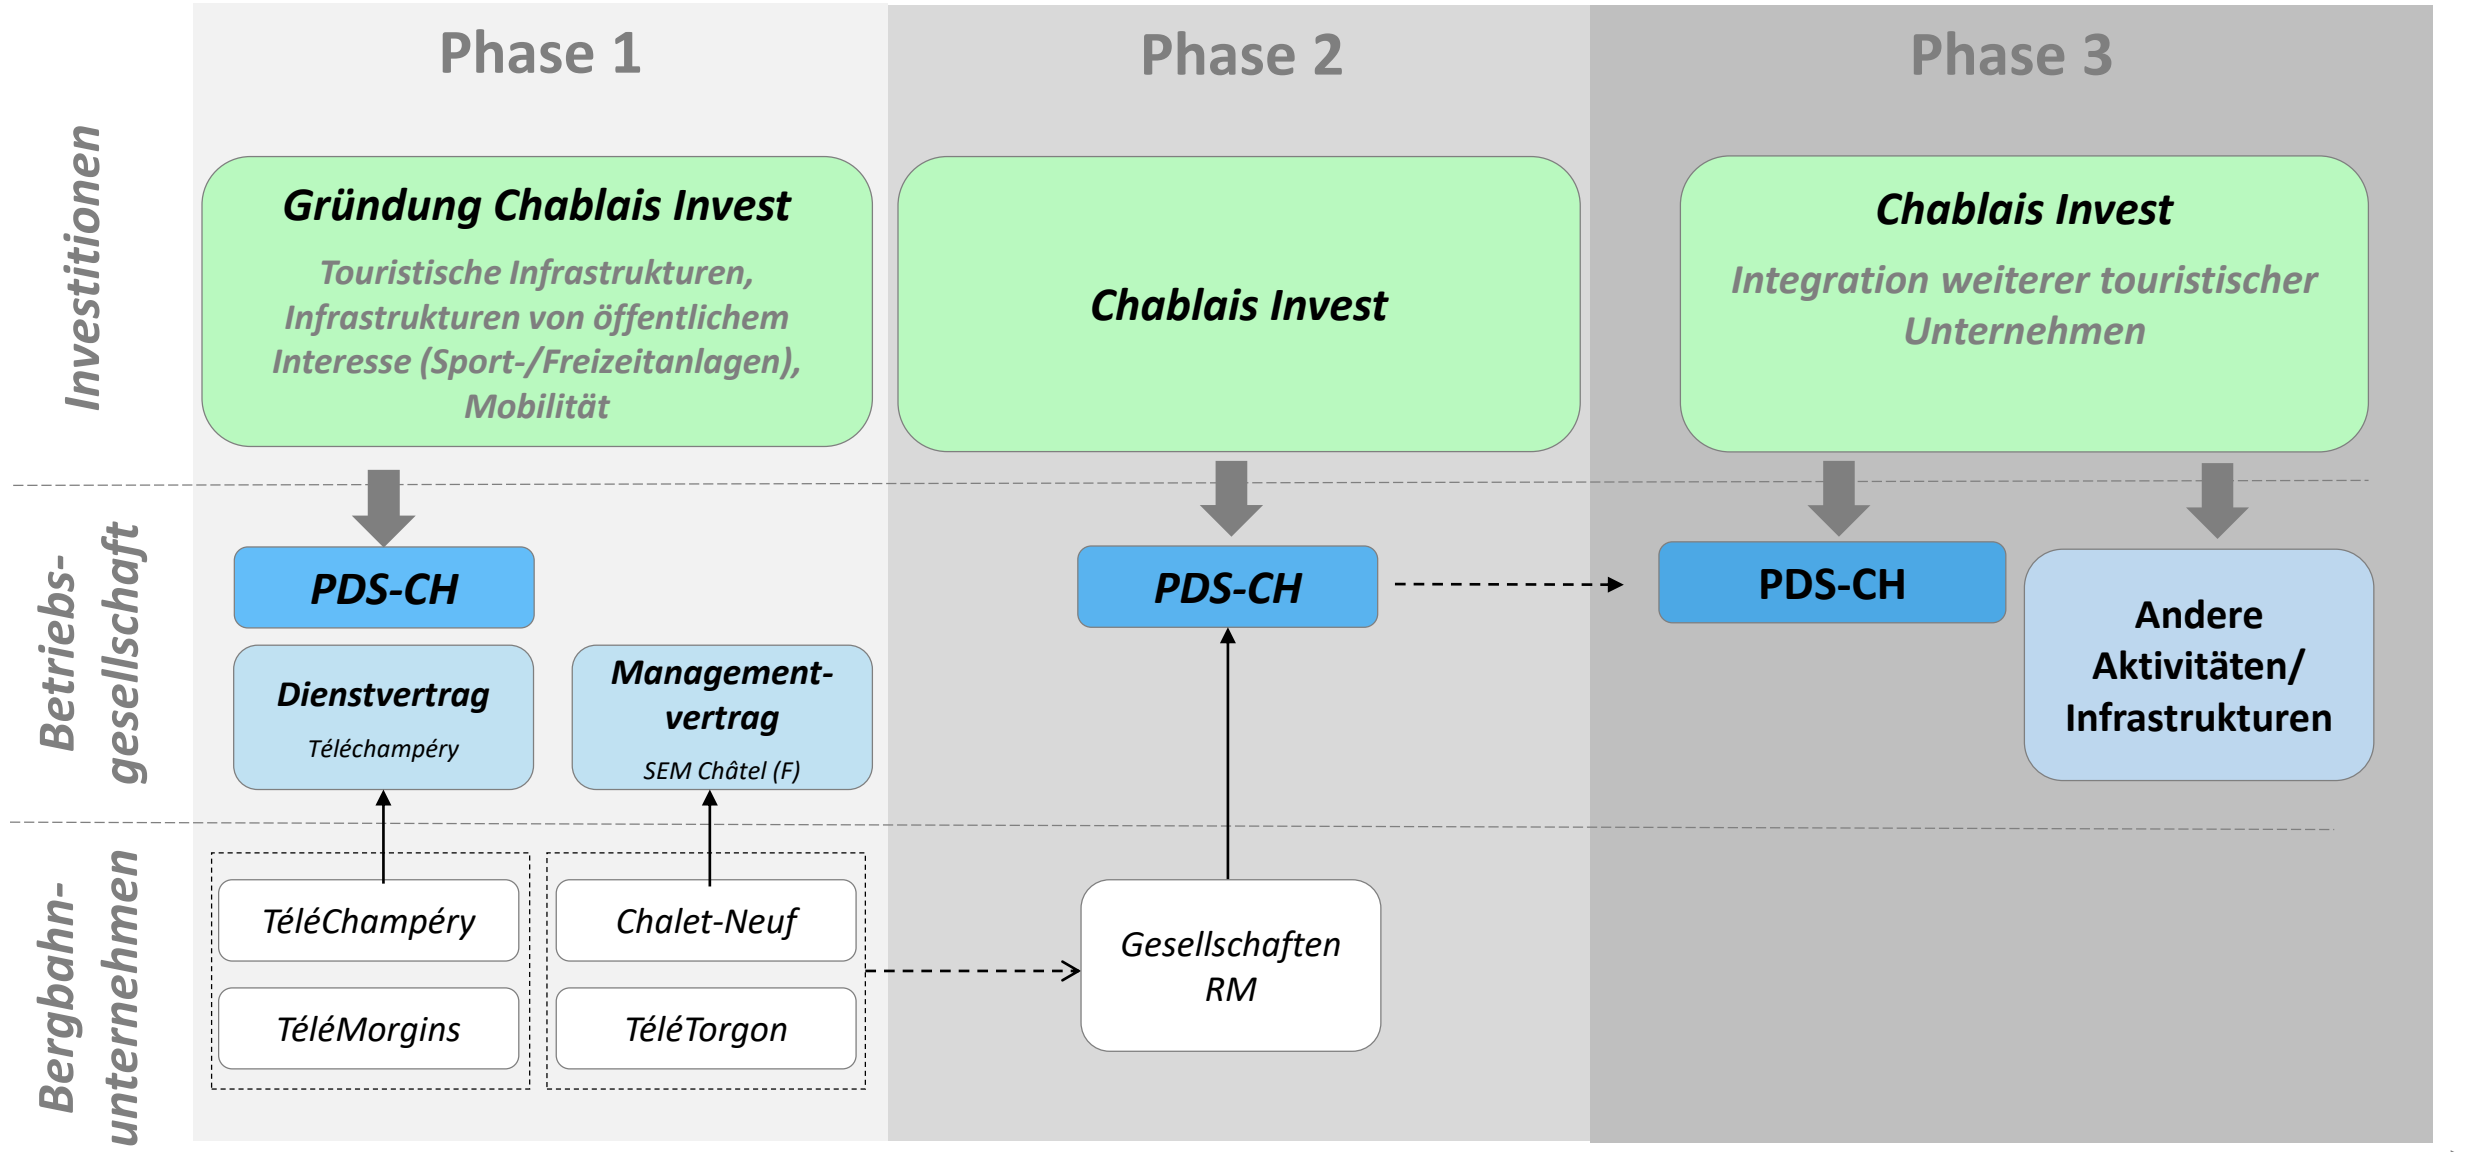 Phase 1
Phase 2
Phase 3
Investitionen
Gründung Chablais Invest
Touristische Infrastrukturen,
Infrastrukturen von öffentlichem
Interesse (Sport-/Freizeitanlagen),
Mobilität
Chablais Invest
Chablais Invest
Integration weiterer touristischer
Unternehmen
Betriebs-
gesellschaft
PDS-CH
Dienstvertrag
Téléchampéry
Management-
vertrag
SEM Châtel (F)
PDS-CH
PDS-CH
Andere
Aktivitäten/
Infrastrukturen
Bergbahn-
unternehmen
TéléChampéry
TéléMorgins
Chalet-Neuf
TéléTorgon
Gesellschaften
RM